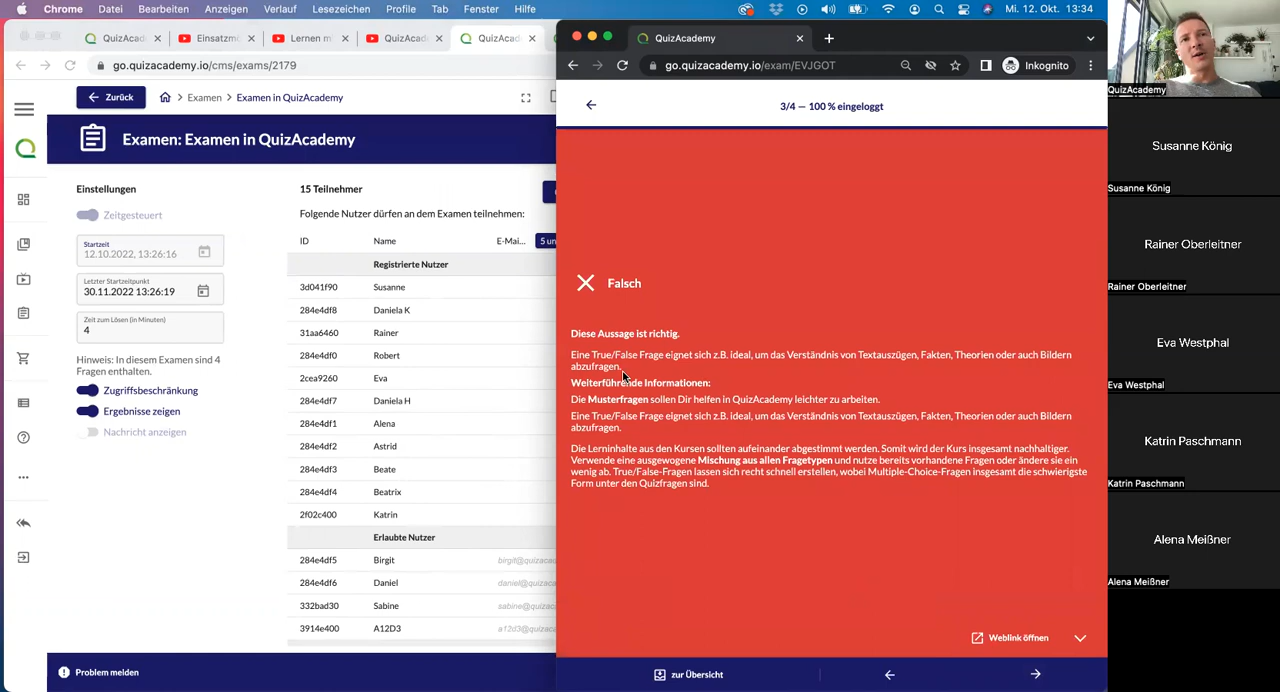 Chrome Datei Bearbeiten Anzeigen Verlauf Lesezeichen Profile Tab Fenster Hilfe Mi. 12. Okt. 13:34
QuizAcad Einsatzm Lernen m QuizAca QuizAcad
go.quizacademy.io/cms/exams/2179
Zurück Examen Examen in QuizAcademy
Examen: Examen in QuizAcademy
Einstellungen
Zeitgesteuert
Startzeit
12.10.2022, 13:26:16
Letzter Startzeitpunkt
30.11.2022 13:26:19
Zeit zum Lösen (in Minuten)
4
Hinweis: In diesem Examen sind 4
Fragen enthalten.
Zugriffsbeschränkung
Ergebnisse zeigen
Nachricht anzeigen
15 Teilnehmer
Folgende Nutzer dürfen an dem Examen teilnehmen:
ID Name E-Mai... 5 un
Registrierte Nutzer
3d041f90 Susanne
284e4df8 Daniela K
31aa6460 Rainer
284e4df0 Robert
2cea9260 Eva
284e4df7 Daniela H
284e4df1 Alena
284e4df2 Astrid
284e4df3 Beate
284e4df4 Beatrix
2f02c400 Katrin
Erlaubte Nutzer
284e4df5 Birgit birgit@quizacad
284e4df6 Daniel daniel@quizaca
332bad30 Sabine sabine@quizac
3914e400 A12D3 a12d3@quizac
Problem melden
QuizAcademy
go.quizacademy.io/exam/EVJGOT
Inkognito
3/4 — 100 % eingeloggt
Falsch
Diese Aussage ist richtig.
Eine True/False Frage eignet sich z.B. ideal, um das Verständnis von Textauszügen, Fakten, Theorien oder auch Bildern
abzufragen.
Weiterführende Informationen:
Die Musterfragen sollen Dir helfen in QuizAcademy leichter zu arbeiten.
Eine True/False Frage eignet sich z.B. ideal, um das Verständnis von Textauszügen, Fakten, Theorien oder auch Bildern
abzufragen.
Die Lerninhalte aus den Kursen sollten aufeinander abgestimmt werden. Somit wird der Kurs insgesamt nachhaltiger.
Verwende eine ausgewogene Mischung aus allen Fragetypen und nutze bereits vorhandene Fragen oder ändere sie ein
wenig ab. True/False-Fragen lassen sich recht schnell erstellen, wobei Multiple-Choice-Fragen insgesamt die schwierigste
Form unter den Quizfragen sind.
Weblink öffnen
zur Übersicht
QuizAcademy
Susanne König
Susanne König
Rainer Oberleitner
Rainer Oberleitner
Eva Westphal
Eva Westphal
Katrin Paschmann
Katrin Paschmann
Alena Meißner
Alena Meißner